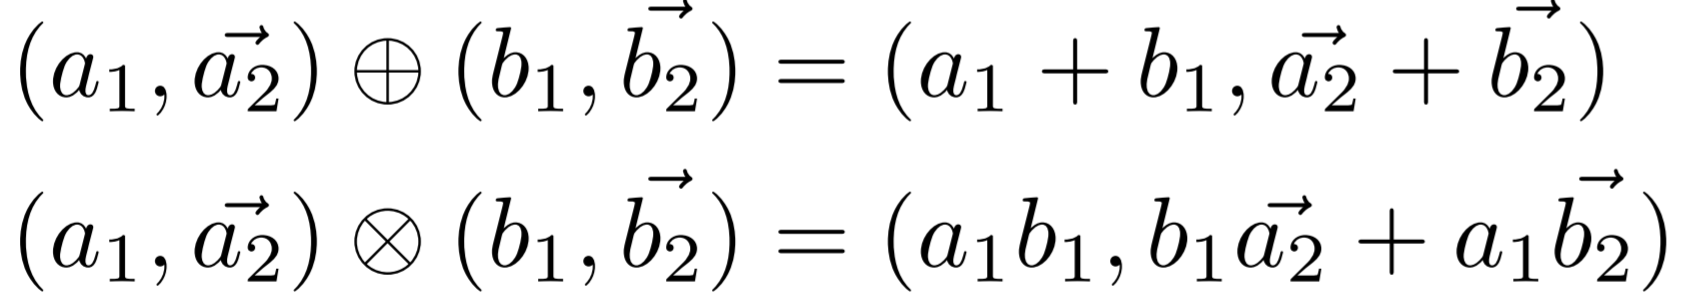 (a₁, a⃗₂) ⊕ (b₁, b⃗₂) = (a₁ + b₁, a⃗₂ + b⃗₂)
(a₁, a⃗₂) ⊗ (b₁, b⃗₂) = (a₁b₁, b₁a⃗₂ + a₁b⃗₂)